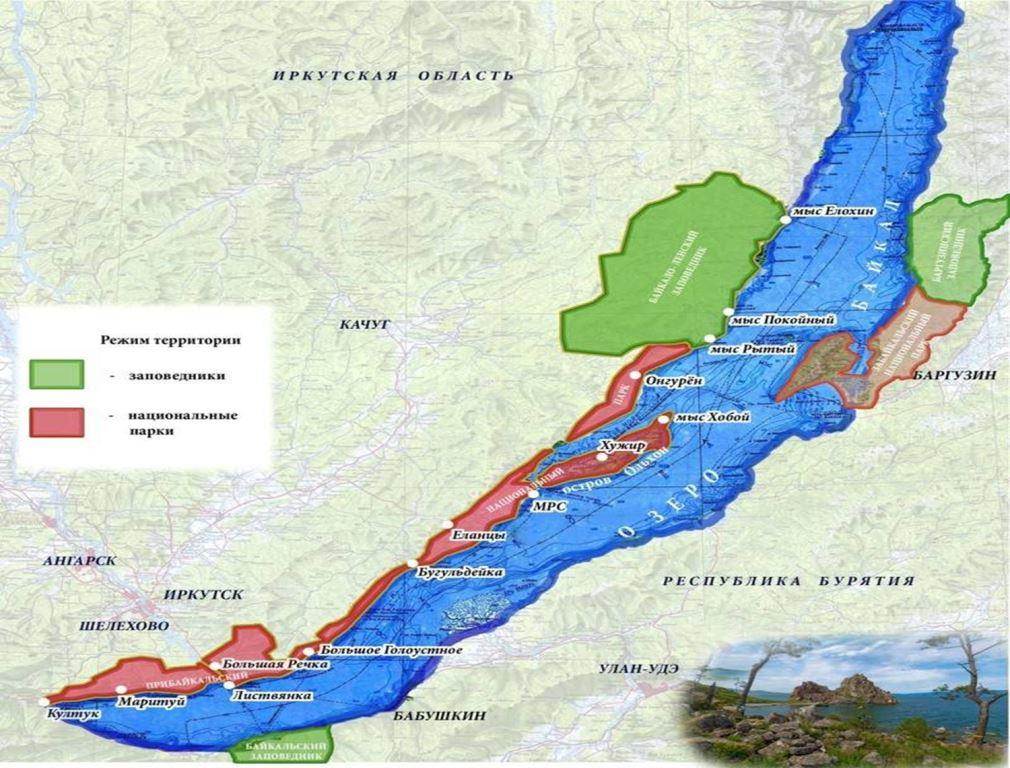 ИРКУТСКАЯ ОБЛАСТЬ
мыс Елохин
БАЙКАЛО-ЛЕНСКИЙ
ЗАПОВЕДНИК
БАРГУЗИНСКИЙ
ЗАПОВЕДНИК
КАЧУГ
мыс Покойный
мыс Рытый
ЗАБАЙКАЛЬСКИЙ
НАЦИОНАЛЬНЫЙ
ПАРК
БАРГУЗИН
Режим территории
- заповедники
- национальные
парки
Онгурён
ПАРК
мыс Хобой
Хужир
остров Ольхон
НАЦИОНАЛЬНЫЙ
МРС
ОЗЕРО БАЙКАЛ
Еланцы
Бугульдейка
АНГАРСК
ИРКУТСК
РЕСПУБЛИКА БУРЯТИЯ
ШЕЛЕХОВО
Большое Голоустное
Большая Речка
УЛАН-УДЭ
ПРИБАЙКАЛЬСКИЙ
Маритуй
Листвянка
Култук
БАБУШКИН
БАЙКАЛЬСКИЙ
ЗАПОВЕДНИК